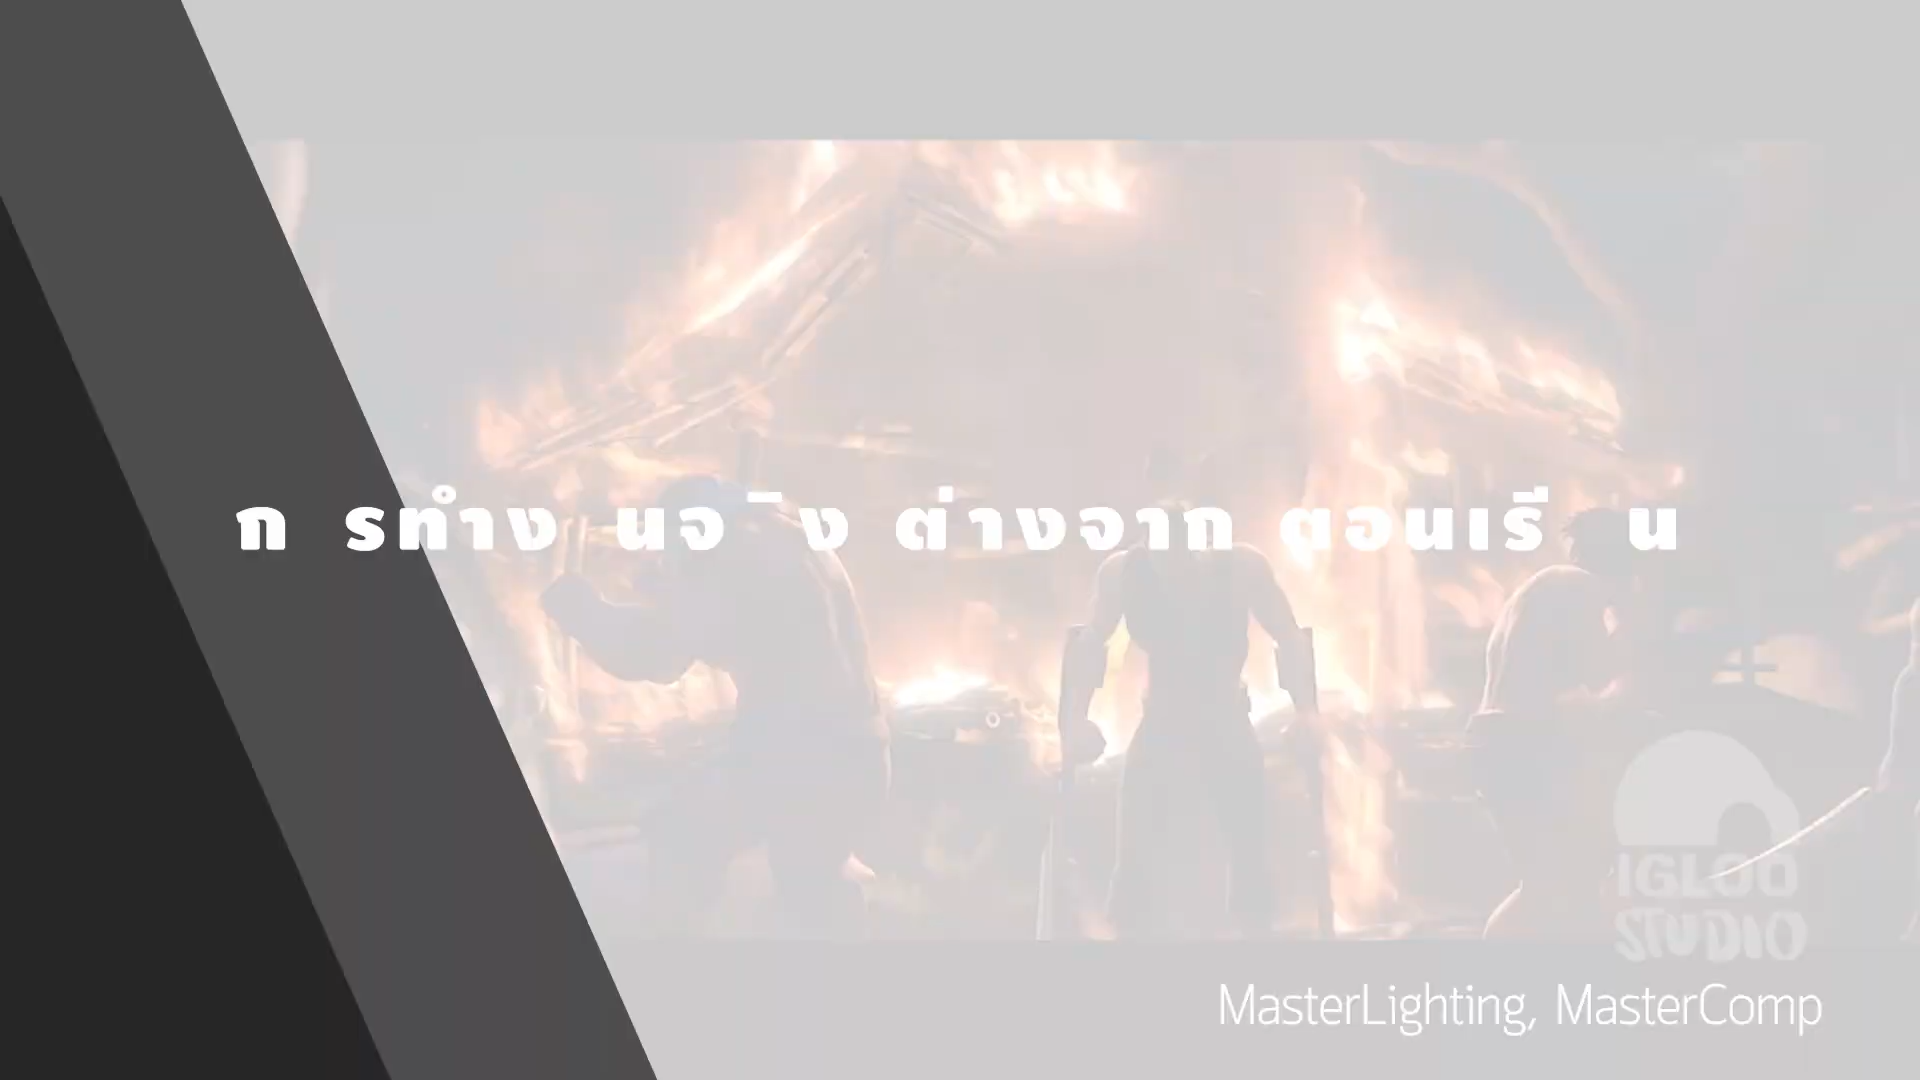 ก รทำง นจ ิง ต่างจาก ตอนเรี น
IGLOO
STUDIO
MasterLighting, MasterComp